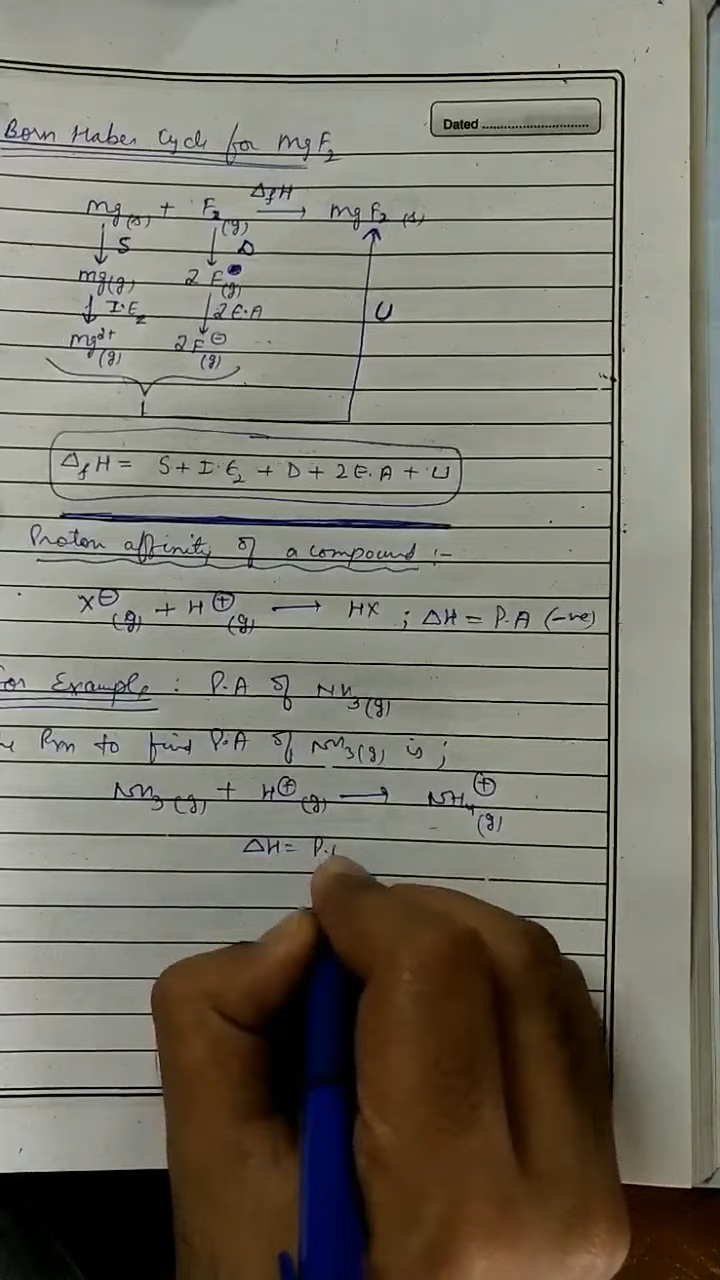 Dated
Born Haber Cycle for MgF₂
Mg(s) + F₂(g) ΔfH ⟶ MgF₂(s)
↓ S ↓ D
Mg(g) 2F•(g)
↓ I.E₂ ↓ 2E.A U
Mg²⁺(g) 2F⊖(g)
ΔfH = S + I.E₂ + D + 2E.A + U
Proton affinity of a compound :-
X⊖(g) + H⊕(g) ⟶ HX ; ΔH = P.A (-ve)
For Example : P.A of NH₃(g)
Rxn to find P.A of NH₃(g) is ;
NH₃(g) + H⊕(g) ⟶ NH₄⊕(g)
ΔH = P.